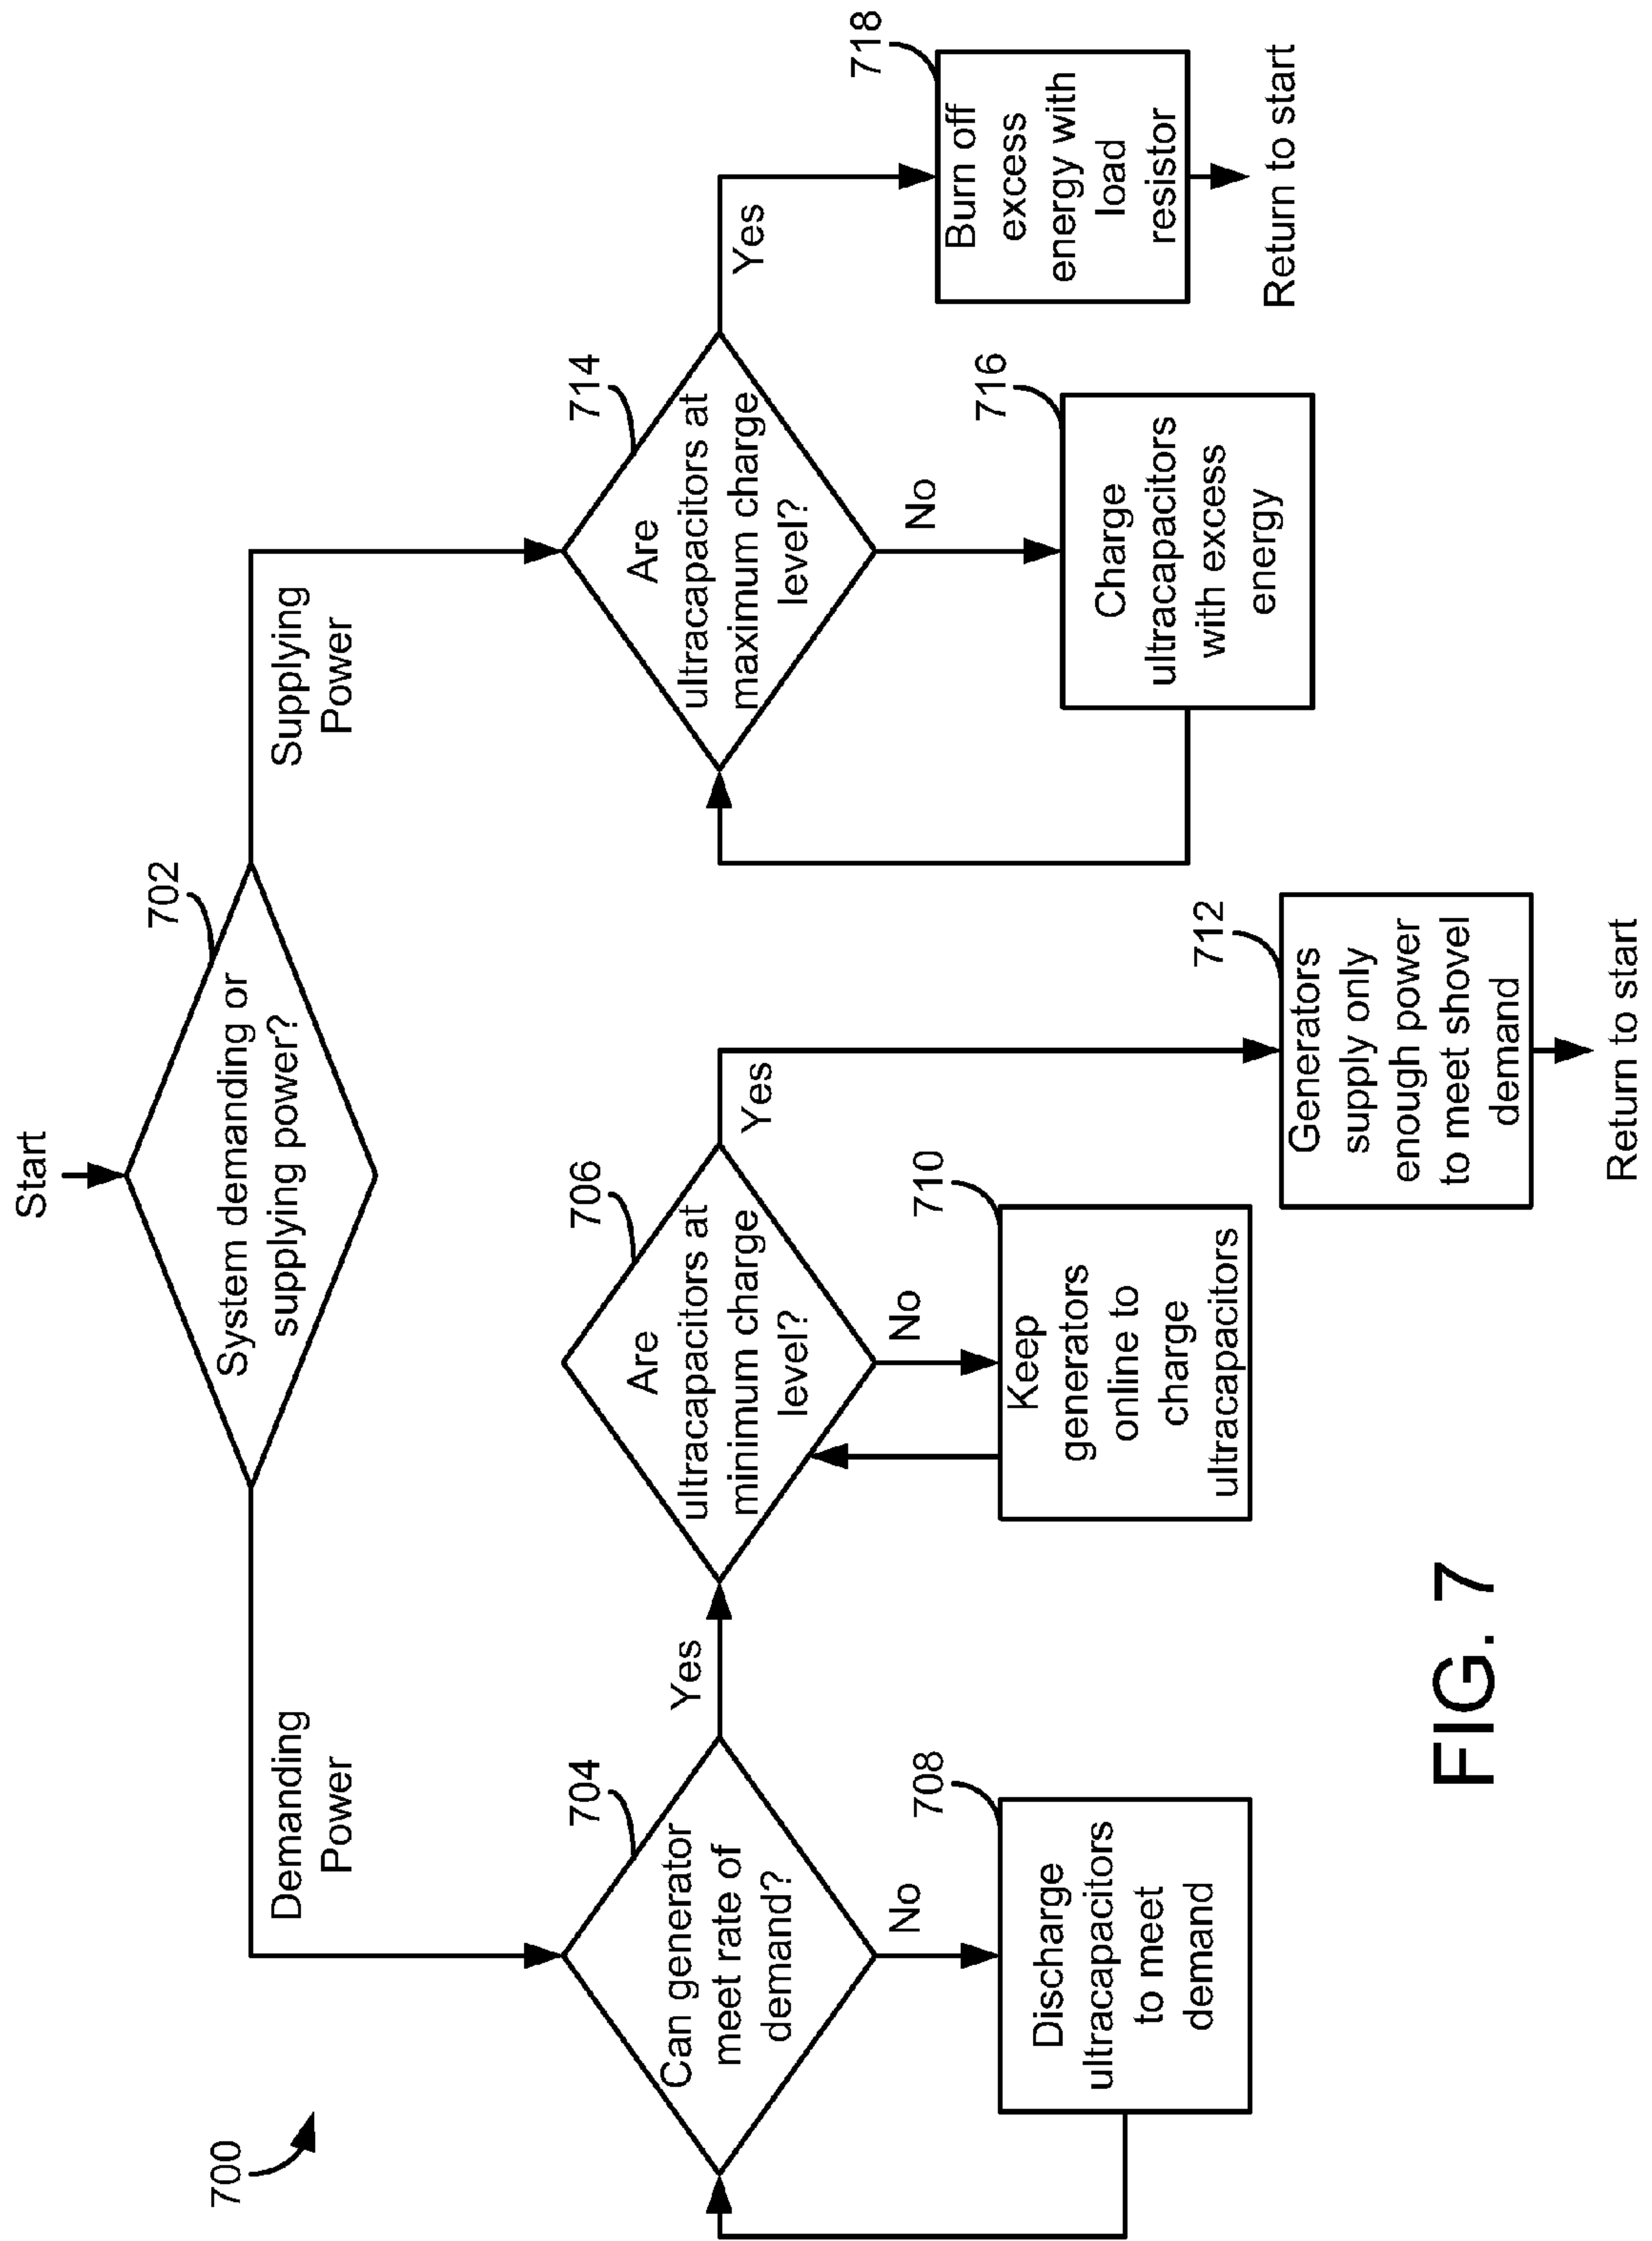 700
Start
702
System demanding or
supplying power?
Demanding
Power
Supplying
Power
704
Can generator
meet rate of
demand?
Yes
No
708
Discharge
ultracapacitors
to meet
demand
706
Are
ultracapacitors at
minimum charge
level?
Yes
No
710
Keep
generators
online to
charge
ultracapacitors
712
Generators
supply only
enough power
to meet shovel
demand
Return to start
714
Are
ultracapacitors at
maximum charge
level?
Yes
No
716
Charge
ultracapacitors
with excess
energy
718
Burn off
excess
energy with
load
resistor
Return to start
FIG. 7